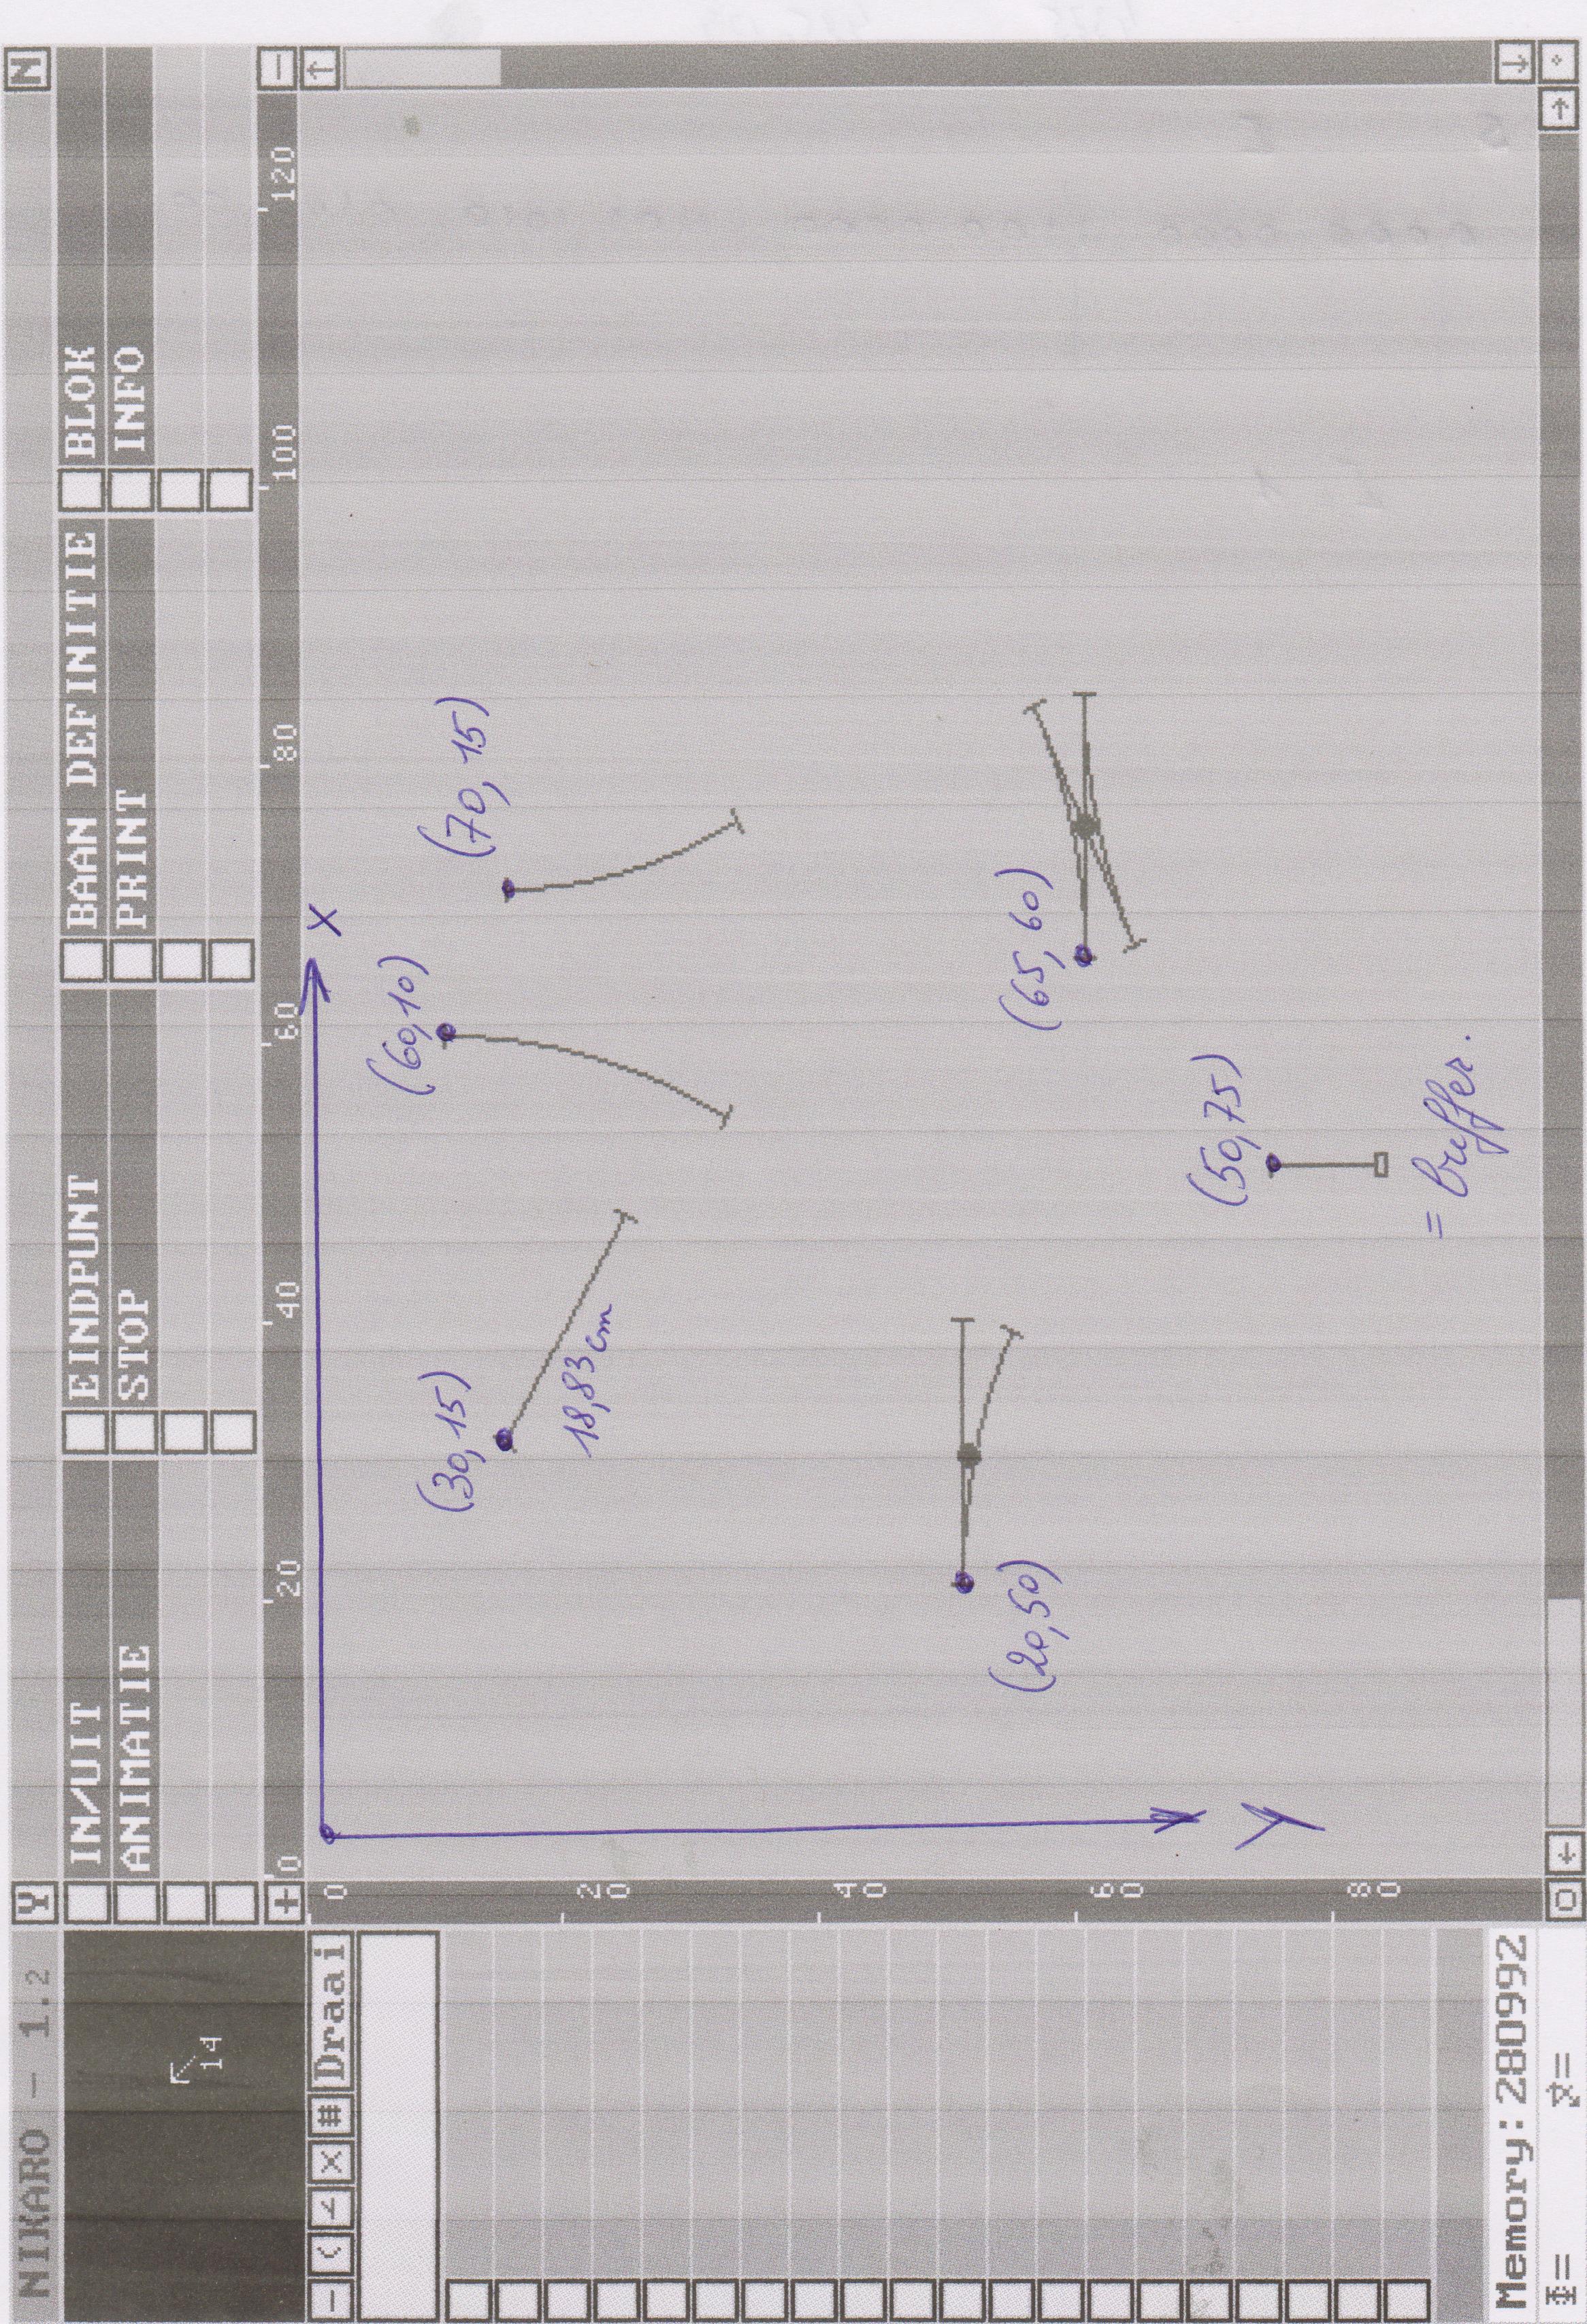 NIKARO - 1.2
Y
N
IN/UIT
EINDPUNT
BAAN DEFINITIE
BLOK
ANIMATIE
STOP
PRINT
INFO
14
+
0 20 40 60 80 100 120
-
- ( ∠ X # Draai
0
20
40
60
80
X
Y
(60,10)
(70, 15)
(30, 15)
18,83 cm
(20, 50)
(65, 60)
(50,75)
= buffer.
Memory: 280992